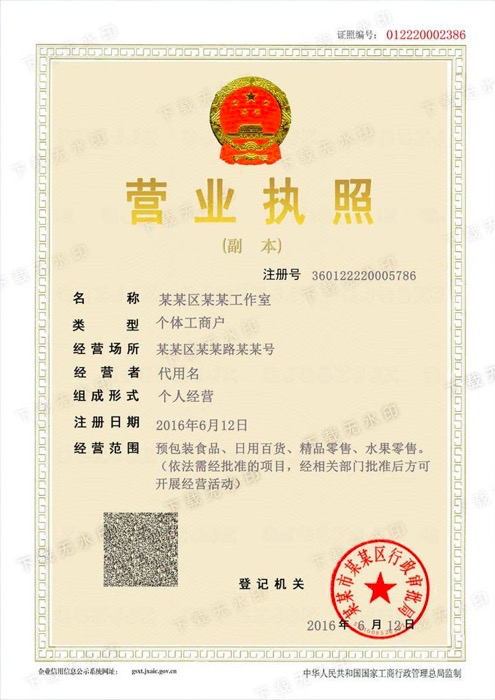 证照编号: 012220002386
营业执照
(副 本)
注册号 360122220005786
名 称 某某区某某工作室
类 型 个体工商户
经营场所 某某区某某路某某号
经 营 者 代用名
组成形式 个人经营
注册日期 2016年6月12日
经营范围 预包装食品、日用百货、精品零售、水果零售。
（依法需经批准的项目，经相关部门批准后方可
开展经营活动）
某某市某某区行政审批局
登记机关
2016年 6 月 12 日
企业信用信息公示系统网址: gsxt.jxaic.gov.cn
中华人民共和国国家工商行政管理总局监制
下载无水印